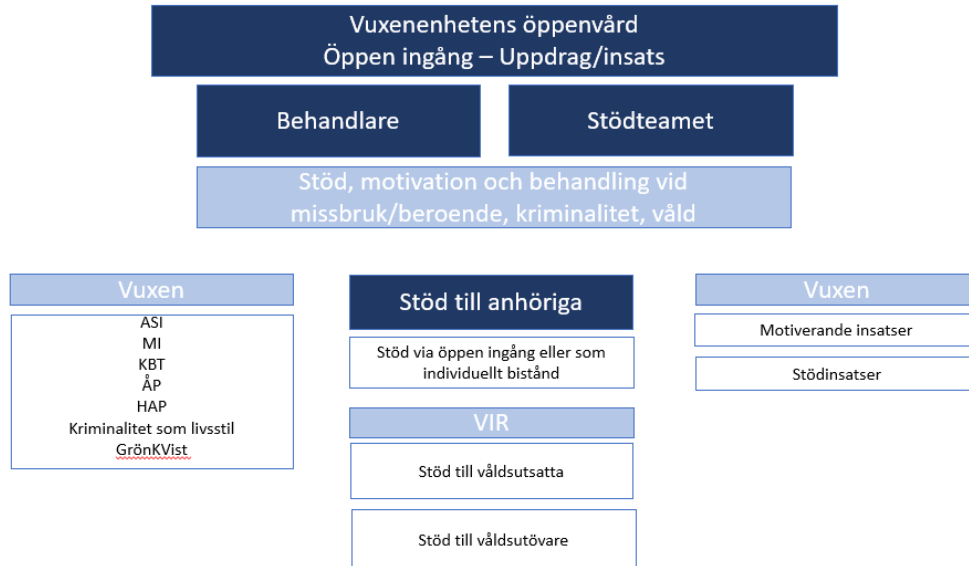 Vuxenenhetens öppenvård
Öppen ingång – Uppdrag/insats
Behandlare
Stödteamet
Stöd, motivation och behandling vid
missbruk/beroende, kriminalitet, våld
Vuxen
ASI
MI
KBT
ÅP
HAP
Kriminalitet som livsstil
GrönKVist
Stöd till anhöriga
Stöd via öppen ingång eller som
individuellt bistånd
VIR
Stöd till våldsutsatta
Stöd till våldsutövare
Vuxen
Motiverande insatser
Stödinsatser